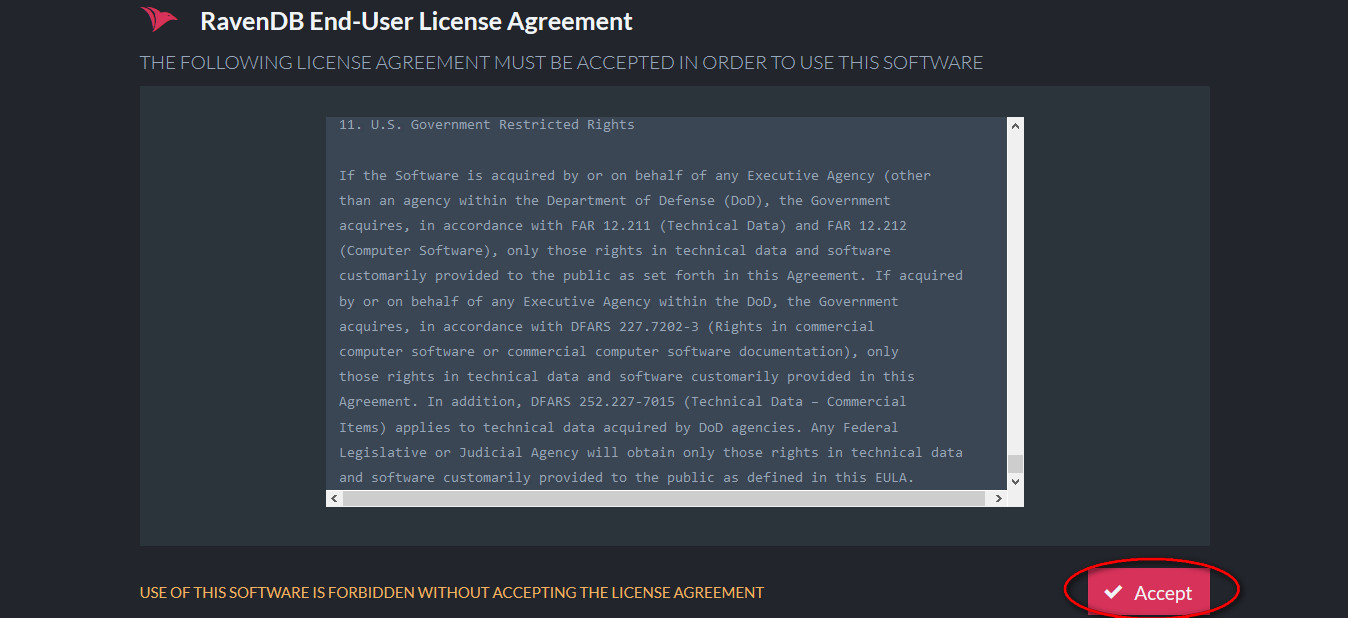 RavenDB End-User License Agreement
THE FOLLOWING LICENSE AGREEMENT MUST BE ACCEPTED IN ORDER TO USE THIS SOFTWARE
11. U.S. Government Restricted Rights
If the Software is acquired by or on behalf of any Executive Agency (other
than an agency within the Department of Defense (DoD), the Government
acquires, in accordance with FAR 12.211 (Technical Data) and FAR 12.212
(Computer Software), only those rights in technical data and software
customarily provided to the public as set forth in this Agreement. If acquired
by or on behalf of any Executive Agency within the DoD, the Government
acquires, in accordance with DFARS 227.7202-3 (Rights in commercial
computer software or commercial computer software documentation), only
those rights in technical data and software customarily provided in this
Agreement. In addition, DFARS 252.227-7015 (Technical Data – Commercial
Items) applies to technical data acquired by DoD agencies. Any Federal
Legislative or Judicial Agency will obtain only those rights in technical data
and software customarily provided to the public as defined in this EULA.
USE OF THIS SOFTWARE IS FORBIDDEN WITHOUT ACCEPTING THE LICENSE AGREEMENT
Accept